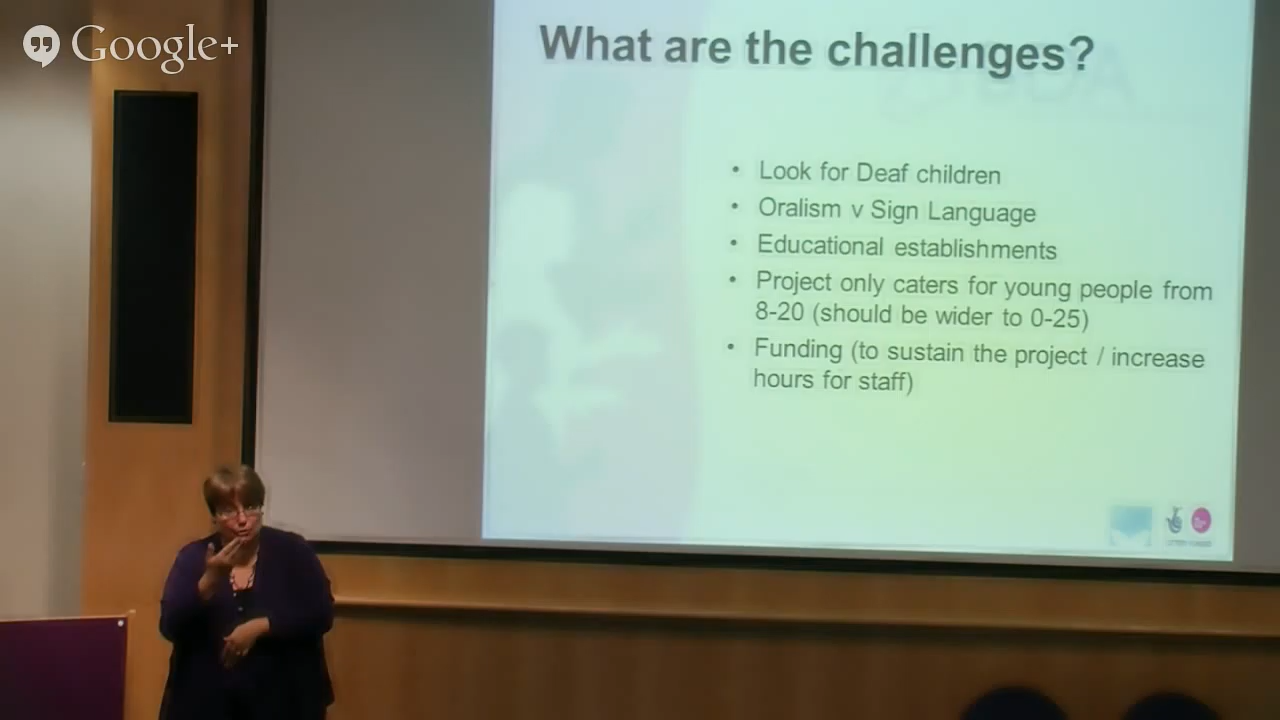 Google+
What are the challenges?
• Look for Deaf children
• Oralism v Sign Language
• Educational establishments
• Project only caters for young people from
8-20 (should be wider to 0-25)
• Funding (to sustain the project / increase
hours for staff)